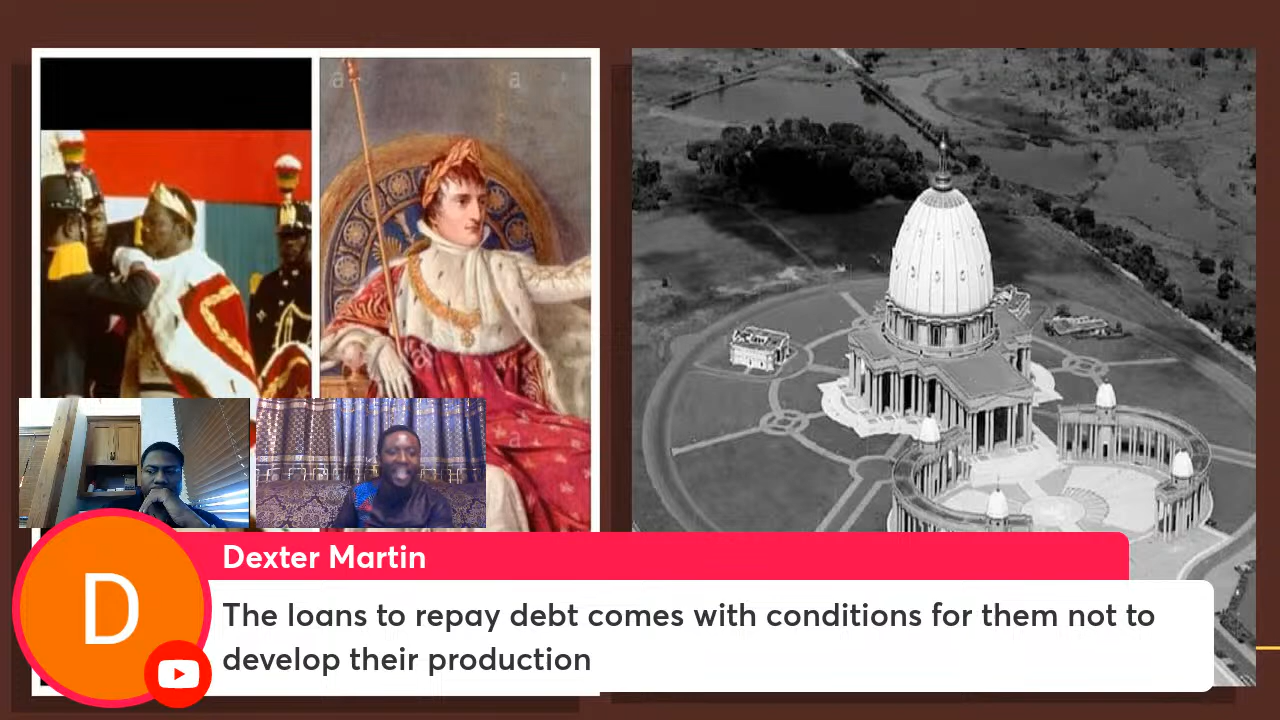 a
a
a
a
Dexter Martin
D
The loans to repay debt comes with conditions for them not to
develop their production